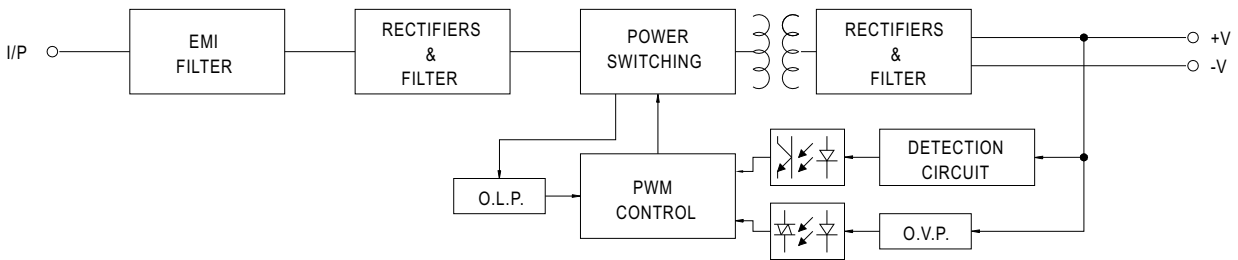 I/P
EMI
FILTER
RECTIFIERS
&
FILTER
POWER
SWITCHING
RECTIFIERS
&
FILTER
+V
-V
O.L.P.
PWM
CONTROL
DETECTION
CIRCUIT
O.V.P.